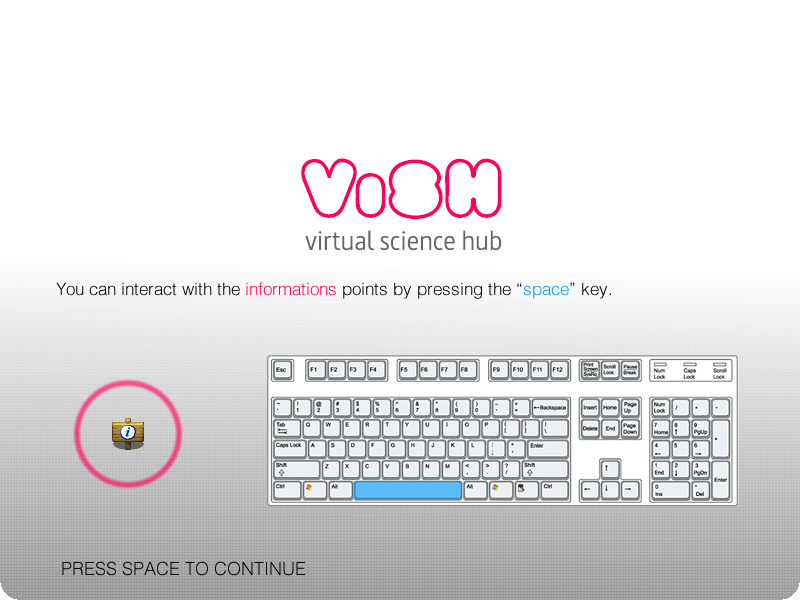 ViSH
virtual science hub
You can interact with the informations points by pressing the “space” key.
Esc F1 F2 F3 F4 F5 F6 F7 F8 F9 F10 F11 F12 Print Screen SysRq Scroll Lock Pause Break Num Lock Caps Lock Scroll Lock
~ ! @ 2 # 3 $ 4 % 5 ^ 6 & 7 * 8 ( 9 ) 0 - + ←Backspace Insert Home Page Up Num Lock / * -
Tab Q W E R T Y U I O P { [ } ] | \ Delete End Page Down 7 Home 8 ↑ 9 PgUp +
Caps Lock A S D F G H J K L : ; " Enter 4 ← 5 6 →
Shift ⇧ Z X C V B N M < , > . ? / Shift ⇧ ↑ 1 End 2 ↓ 3 PgDn Enter
Ctrl Alt Alt Ctrl ← ↓ → 0 Ins . Del
i
PRESS SPACE TO CONTINUE